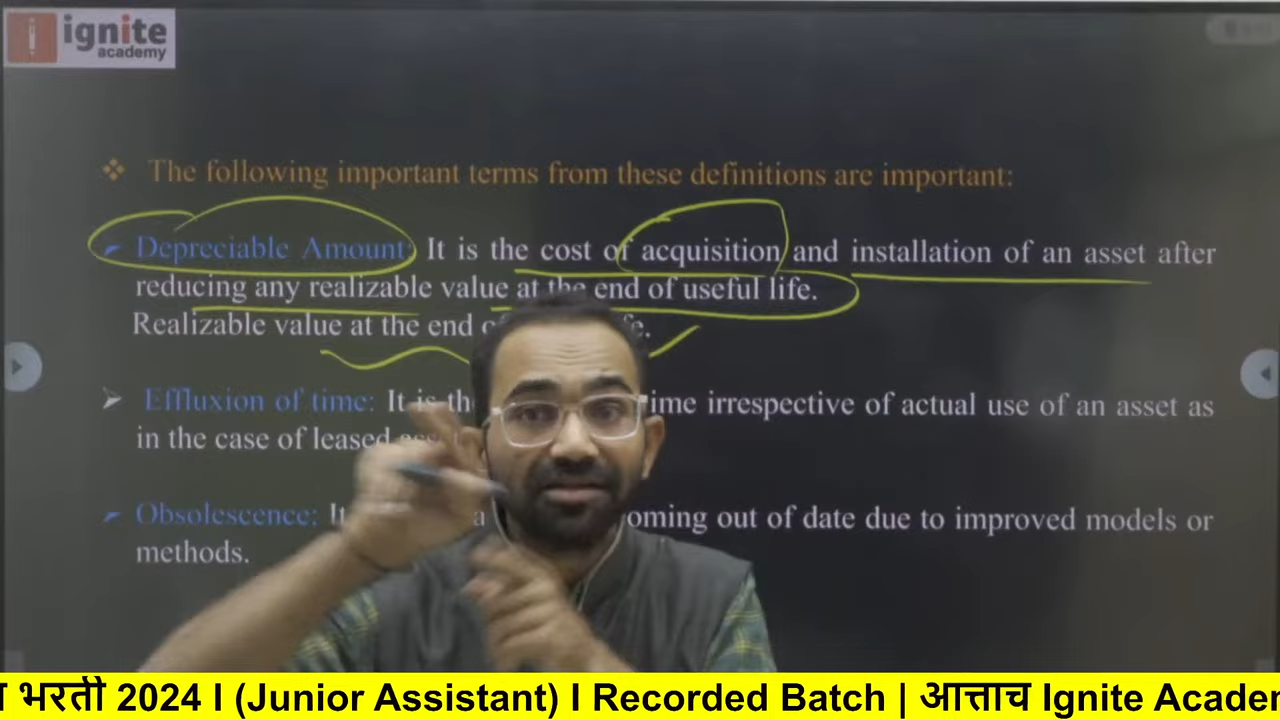 ignite
academy
❖ The following important terms from these definitions are important:
Depreciable Amount: It is the cost of acquisition and installation of an asset after
reducing any realizable value at the end of useful life.
Realizable value at the end
➢ Effluxion of time: It is irrespective of actual use of an asset as
in the case of leased
Obsolescence: It out of date due to improved models or
methods.
भरती 2024 I (Junior Assistant) I Recorded Batch | आत्ताच Ignite